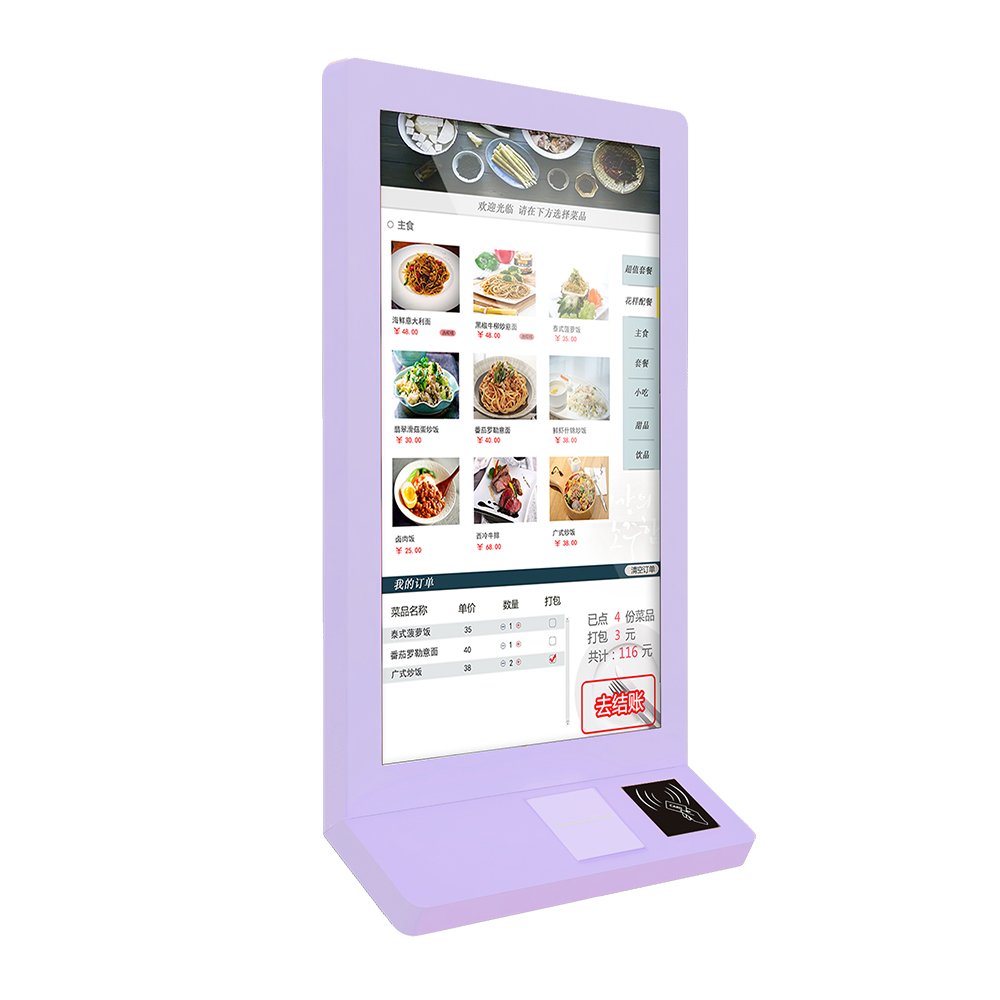 欢迎光临 请在下方选择菜品
主食
海鲜意大利面
¥ 48.00
黑椒牛柳炒意面
¥ 48.00
泰式菠萝饭
¥ 35.00
翡翠滑菇蛋炒饭
¥ 30.00
番茄罗勒意面
¥ 40.00
鲜虾什锦炒饭
¥ 38.00
卤肉饭
¥ 25.00
西冷牛排
¥ 68.00
广式炒饭
¥ 38.00
超值套餐
花样配餐
主食
套餐
小吃
甜品
饮品
我的订单
清空订单
菜品名称 单价 数量 打包
泰式菠萝饭 35 1
番茄罗勒意面 40 1
广式炒饭 38 2
已点 4 份菜品
打包 3 元
共计：116 元
去结账